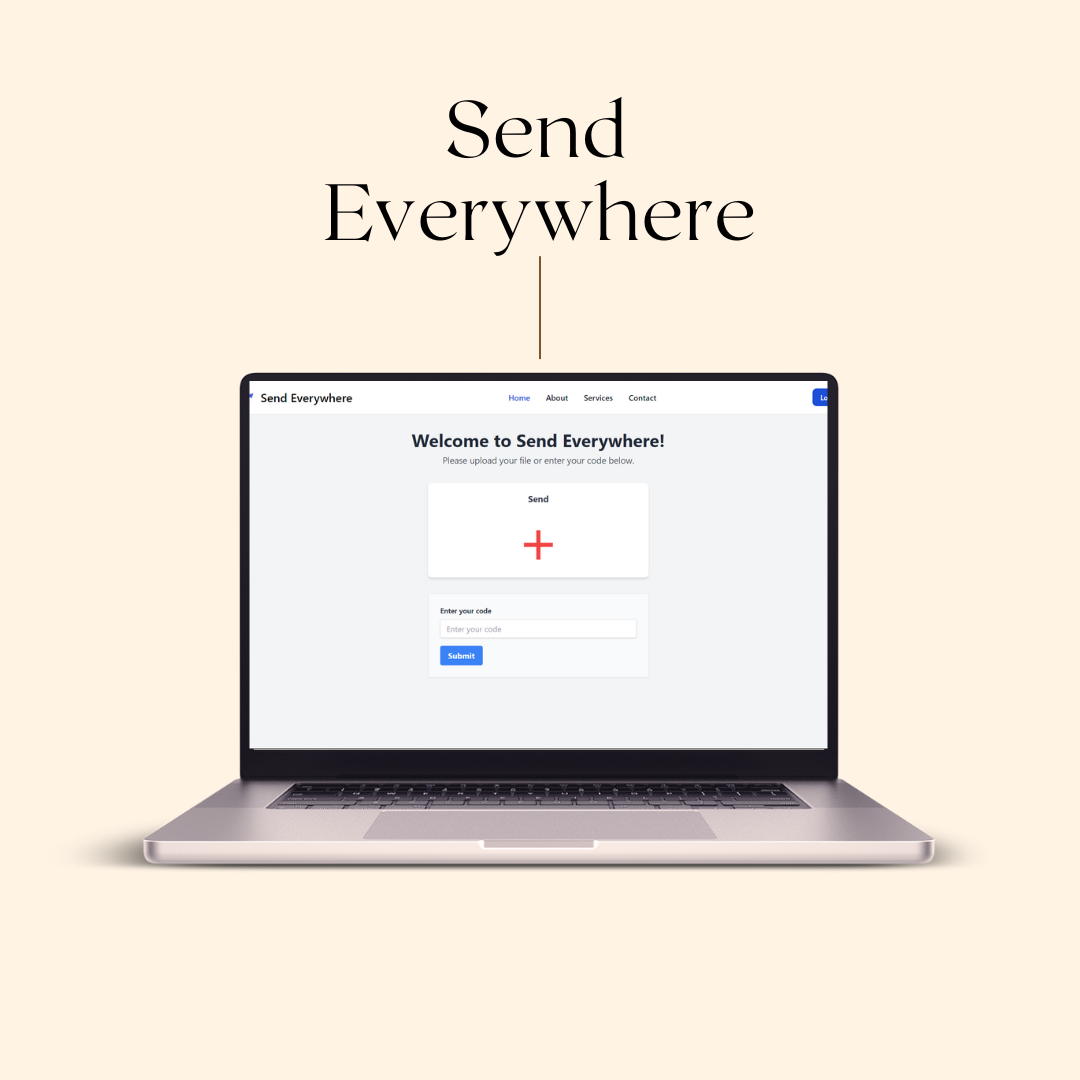 Send
Everywhere
Send Everywhere
Home About Services Contact
Lo
Welcome to Send Everywhere!
Please upload your file or enter your code below.
Send
Enter your code
Enter your code
Submit